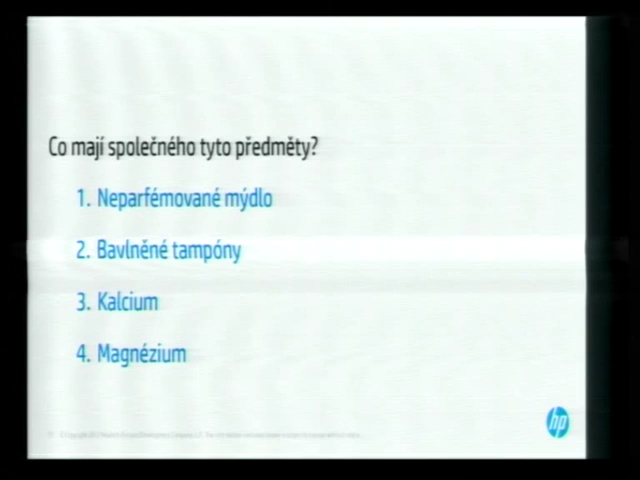 Co mají společného tyto předměty?
1. Neparfémované mýdlo
2. Bavlněné tampóny
3. Kalcium
4. Magnézium
hp